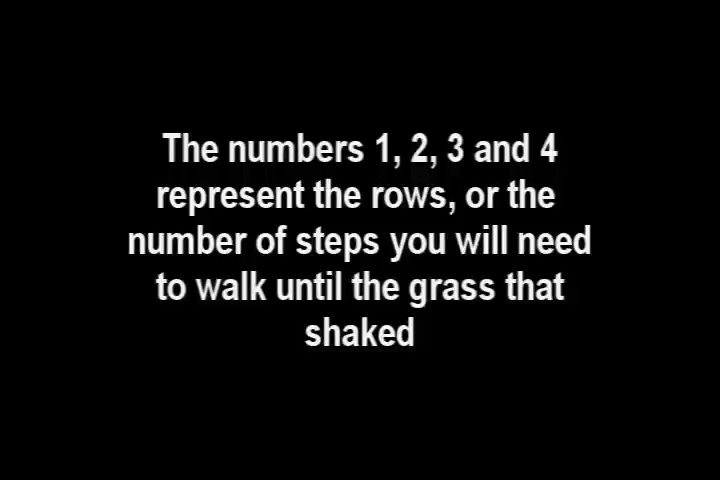 The numbers 1, 2, 3 and 4
represent the rows, or the
number of steps you will need
to walk until the grass that
shaked